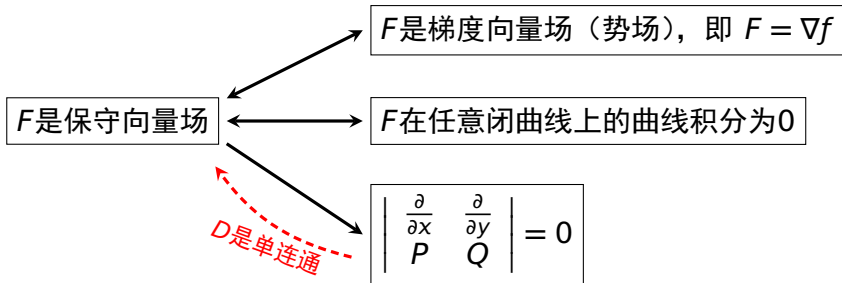 F是梯度向量场（势场），即 F = ∇f
F是保守向量场
F在任意闭曲线上的曲线积分为0
D是单连通
| ∂/∂x ∂/∂y |
| P Q | = 0